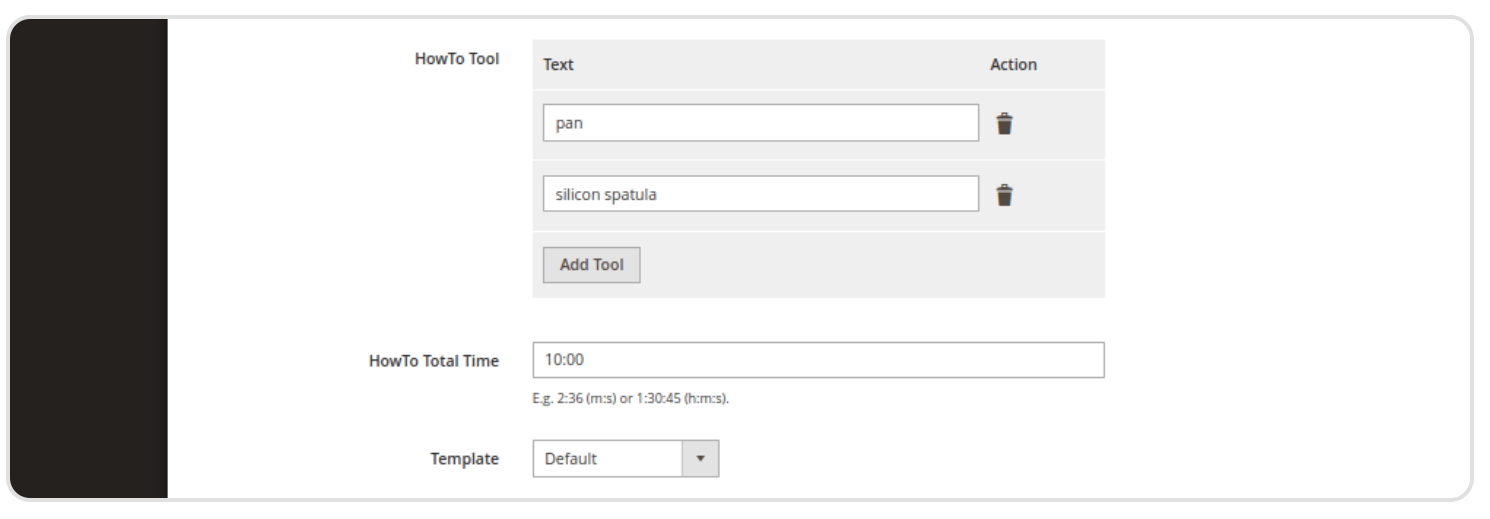 HowTo Tool
Text Action
pan
silicon spatula
Add Tool
HowTo Total Time 10:00
E.g. 2:36 (m:s) or 1:30:45 (h:m:s).
Template Default